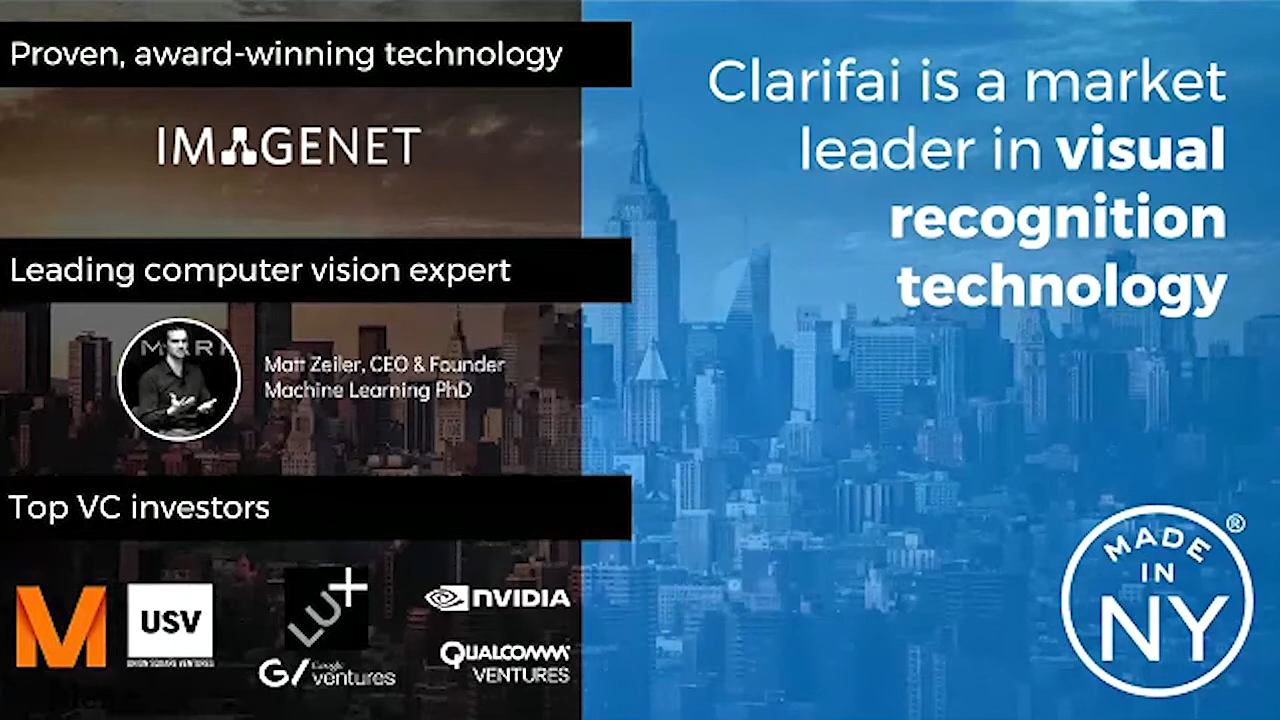 Proven, award-winning technology
IMAGENET
Leading computer vision expert
MARK
Matt Zeiler, CEO & Founder
Machine Learning PhD
Top VC investors
M
USV
UNION SQUARE VENTURES
LUX
G/ Google ventures
NVIDIA
QUALCOMM
VENTURES
Clarifai is a market
leader in visual
recognition
technology
MADE
IN
NY
®